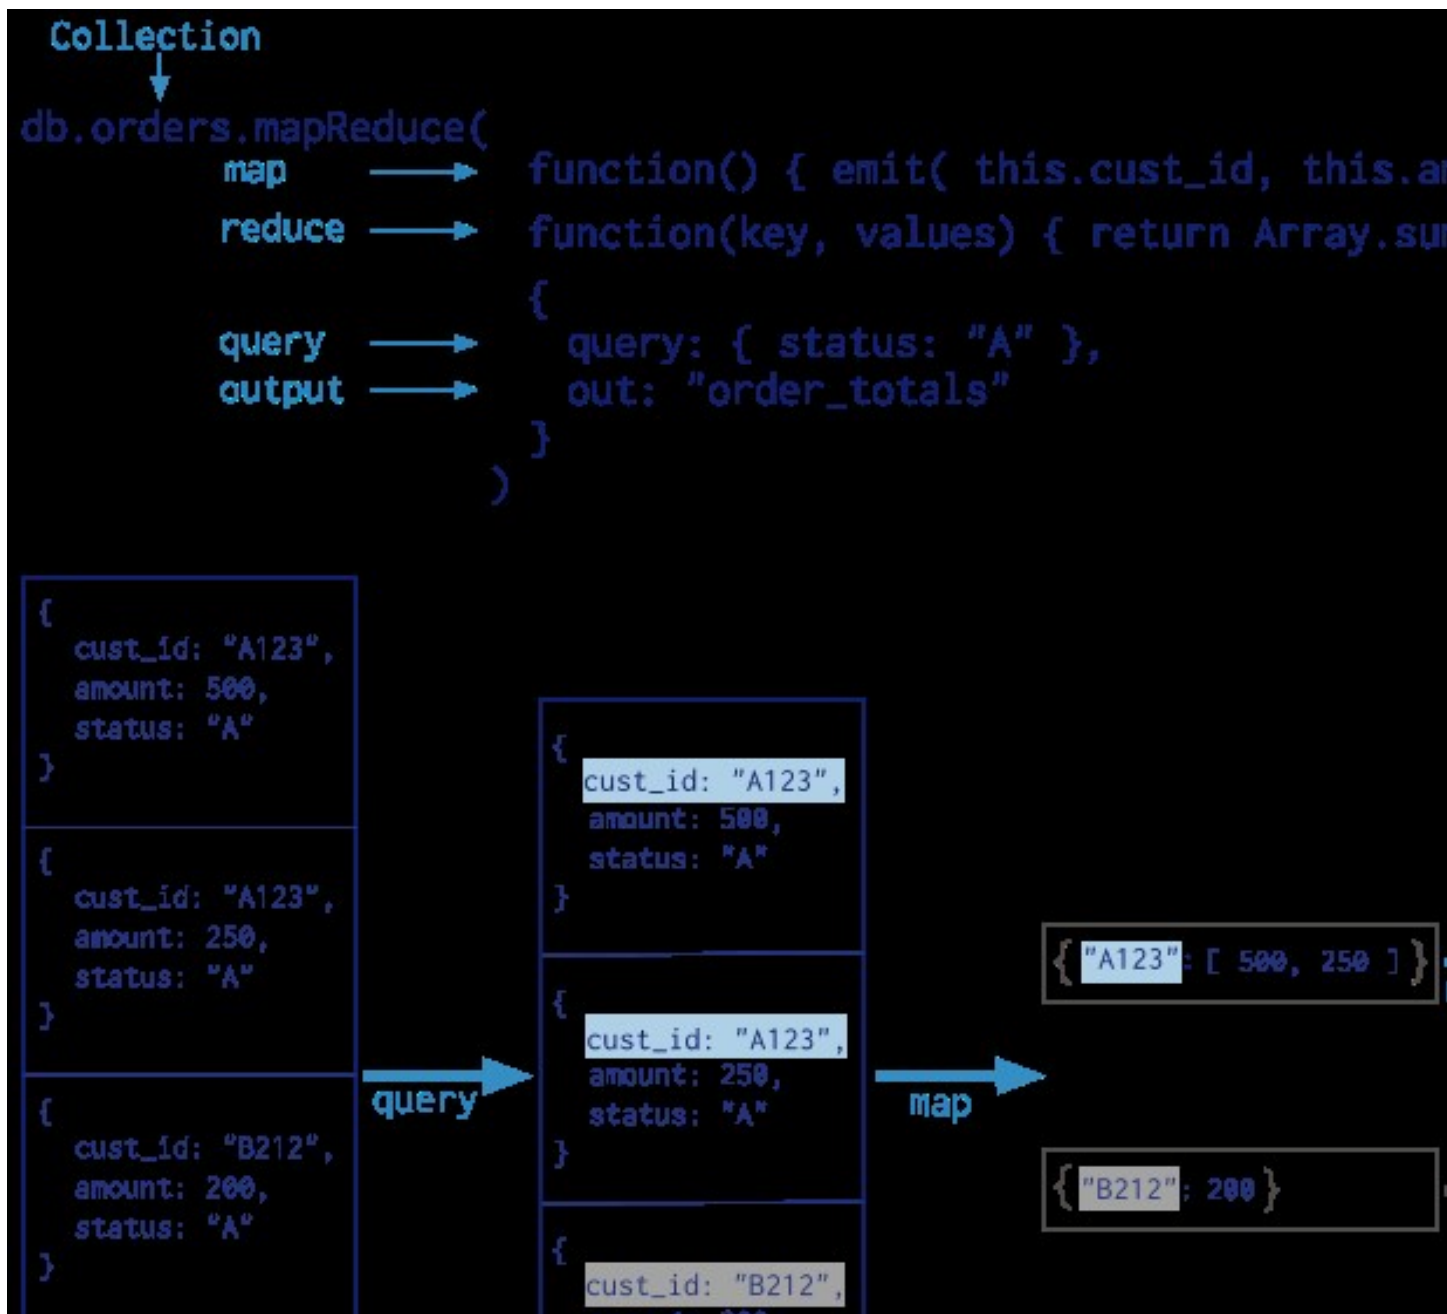 Collection
db.orders.mapReduce(
map function() { emit( this.cust_id, this.a
reduce function(key, values) { return Array.su
{
query query: { status: "A" },
output out: "order_totals"
}
)
{
cust_id: "A123",
amount: 500,
status: "A"
}
{
cust_id: "A123",
amount: 250,
status: "A"
}
{
cust_id: "B212",
amount: 200,
status: "A"
}
query
{
cust_id: "A123",
amount: 500,
status: "A"
}
{
cust_id: "A123",
amount: 250,
status: "A"
}
{
cust_id: "B212",
map
{ "A123": [ 500, 250 ] }
{ "B212": 200 }